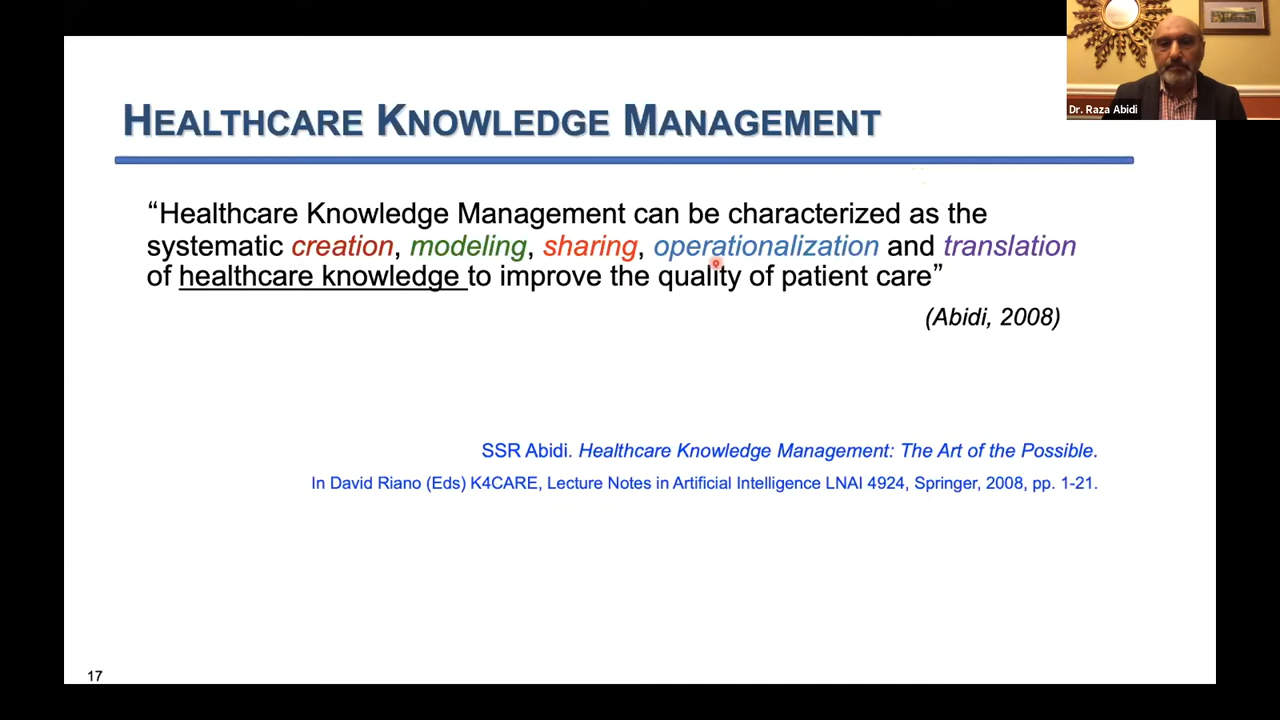 HEALTHCARE KNOWLEDGE MANAGEMENT
“Healthcare Knowledge Management can be characterized as the
systematic creation, modeling, sharing, operationalization and translation
of healthcare knowledge to improve the quality of patient care”
(Abidi, 2008)
SSR Abidi. Healthcare Knowledge Management: The Art of the Possible.
In David Riano (Eds) K4CARE, Lecture Notes in Artificial Intelligence LNAI 4924, Springer, 2008, pp. 1-21.
17
Dr. Raza Abidi